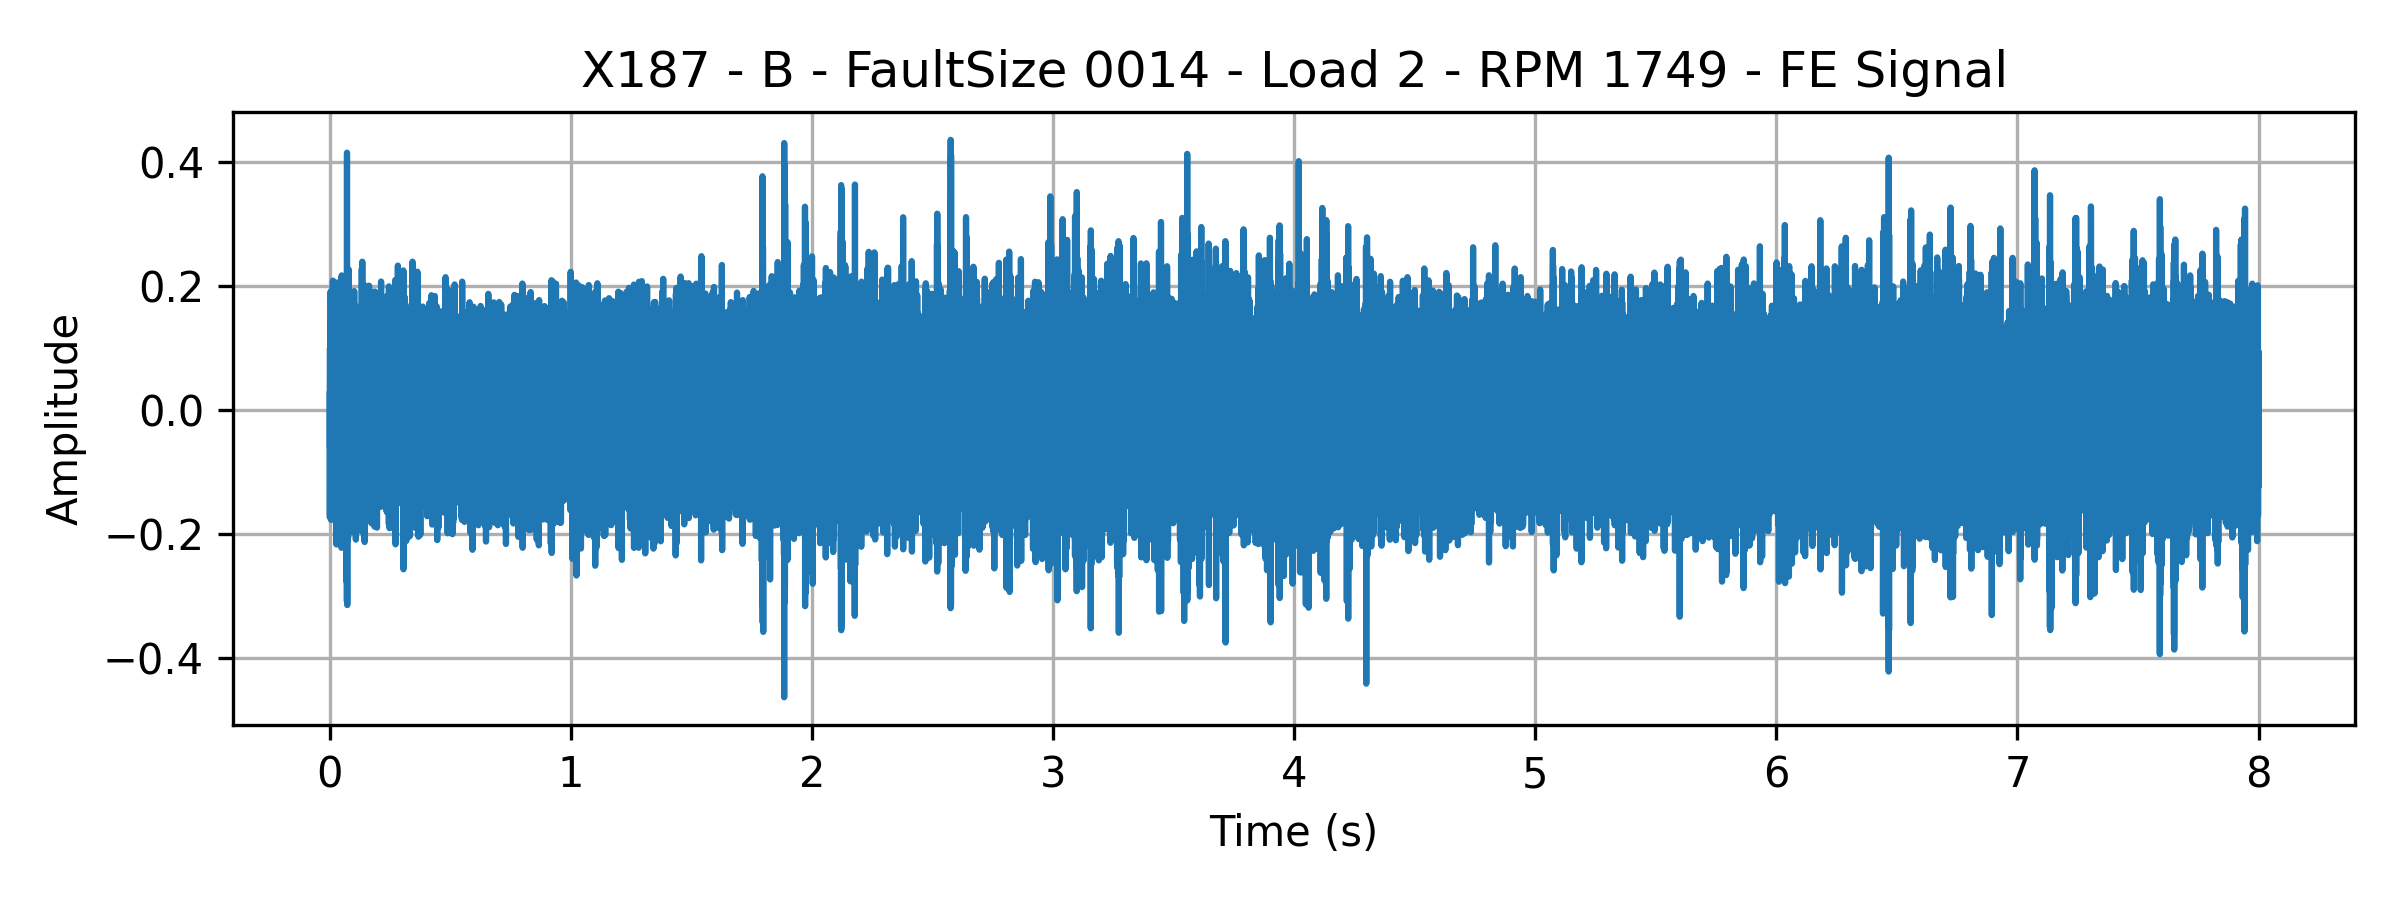 X187 - B - FaultSize 0014 - Load 2 - RPM 1749 - FE Signal
Amplitude
0.4
0.2
0.0
−0.2
−0.4
0 1 2 3 4 5 6 7 8
Time (s)